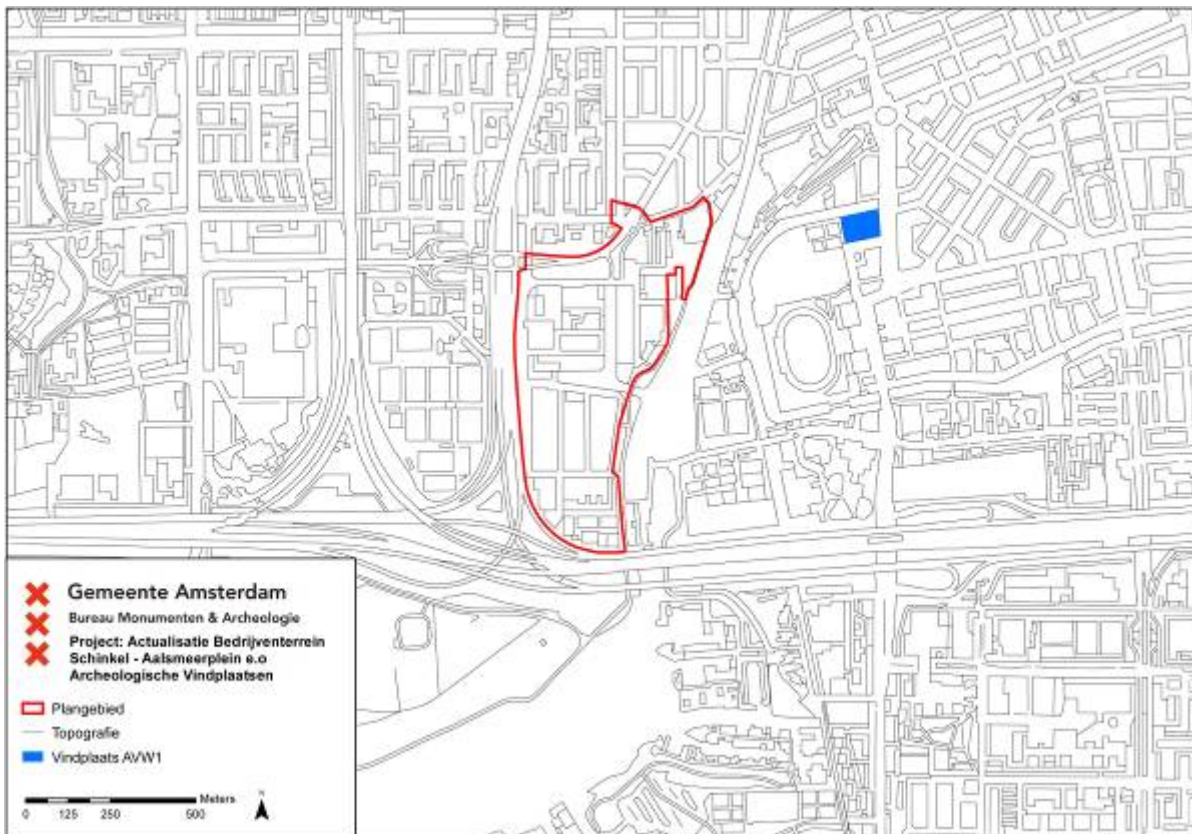 Gemeente Amsterdam
Bureau Monumenten & Archeologie
Project: Actualisatie Bedrijventerrein
Schinkel - Aalsmeerplein e.o
Archeologische Vindplaatsen
Plangebied
Topografie
Vindplaats AVW1
Meters
N
0 125 250 500